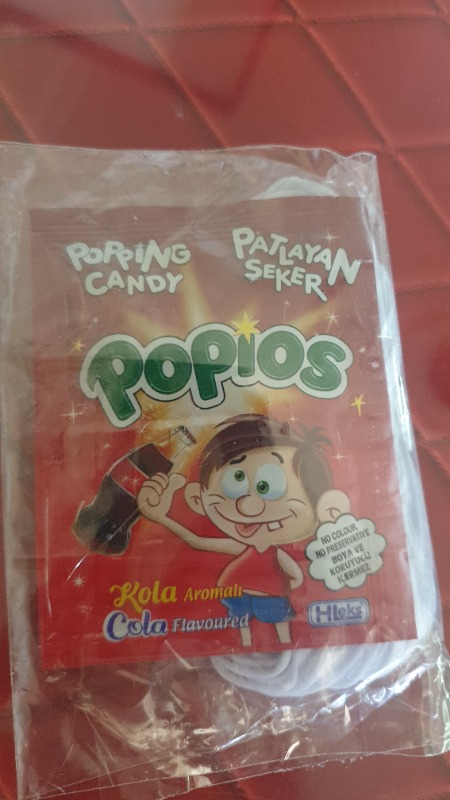 POPPING
CANDY
PATLAYAN
ŞEKER
POPiOS
NO COLOUR,
NO PRESERVATIVE
BOYA VE
KORUYUCU
İÇERMEZ
Kola Aromalı
Cola Flavoured
HLeks